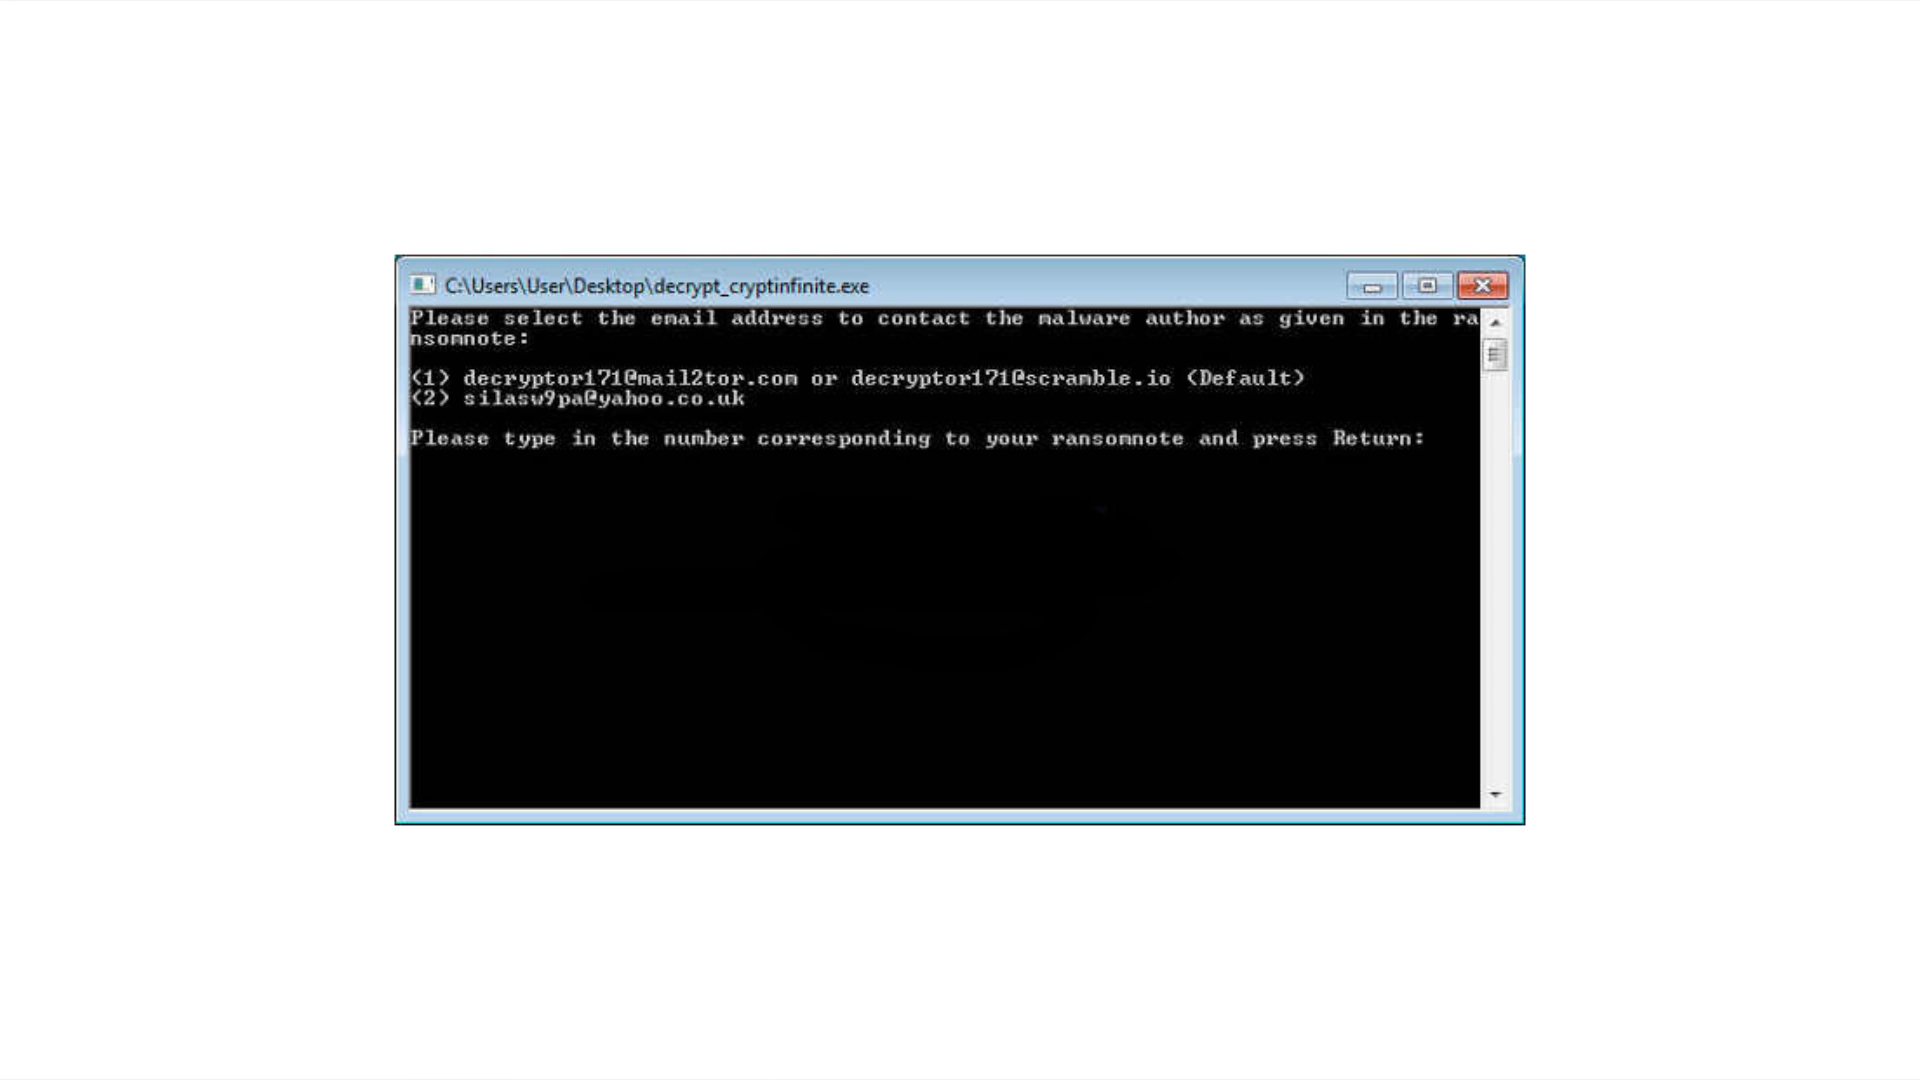 C:\Users\User\Desktop\decrypt_cryptinfinite.exe
Please select the email address to contact the malware author as given in the ra
nsomnote:
(1) decryptor171@mail2tor.com or decryptor171@scramble.io (Default)
(2) silasw9pa@yahoo.co.uk
Please type in the number corresponding to your ransomnote and press Return: